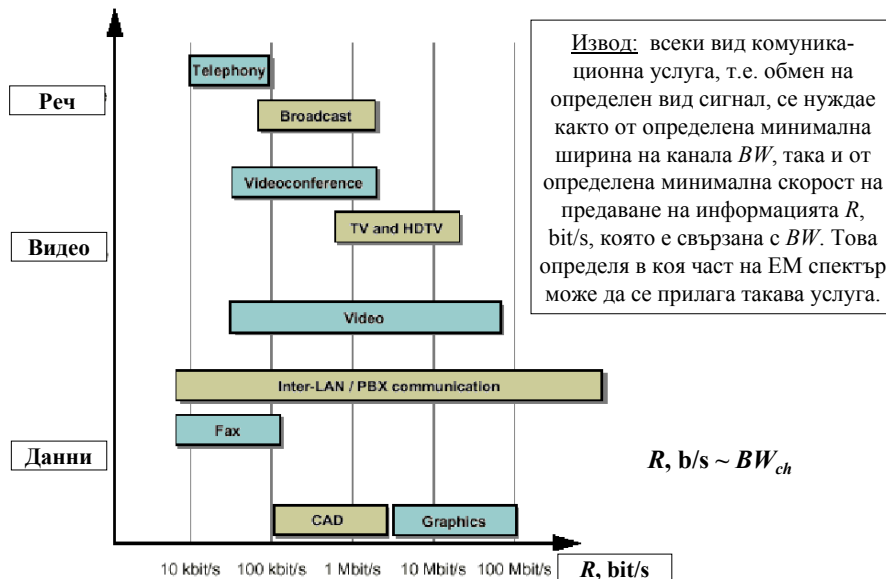 Telephony
Реч
Broadcast
Videoconference
TV and HDTV
Видео
Video
Inter-LAN / PBX communication
Fax
Данни
CAD
Graphics
10 kbit/s 100 kbit/s 1 Mbit/s 10 Mbit/s 100 Mbit/s
R, bit/s
Извод: всеки вид комуника-
ционна услуга, т.е. обмен на
определен вид сигнал, се нуждае
както от определена минимална
ширина на канала BW, така и от
определена минимална скорост на
предаване на информацията R,
bit/s, която е свързана с BW. Това
определя в коя част на ЕМ спектър
може да се прилага такава услуга.
R, b/s ~ BWch